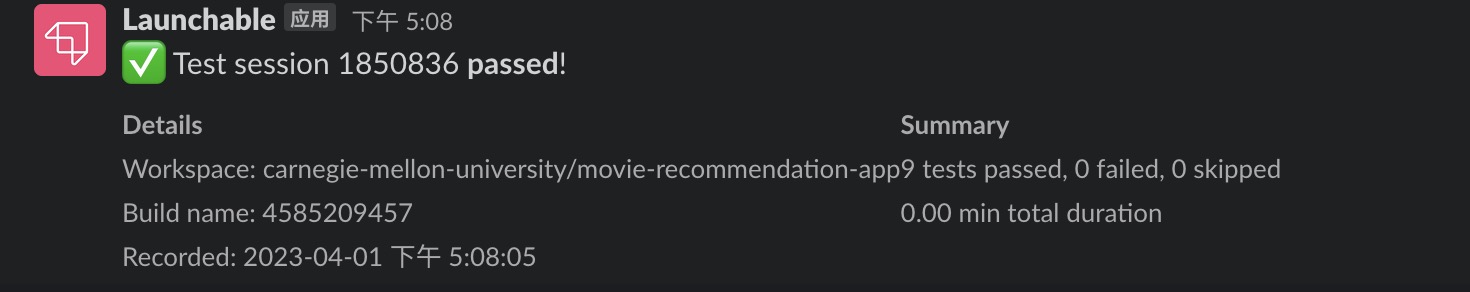 Launchable 应用 下午 5:08
✅ Test session 1850836 passed!
Details Summary
Workspace: carnegie-mellon-university/movie-recommendation-app 9 tests passed, 0 failed, 0 skipped
Build name: 4585209457 0.00 min total duration
Recorded: 2023-04-01 下午 5:08:05